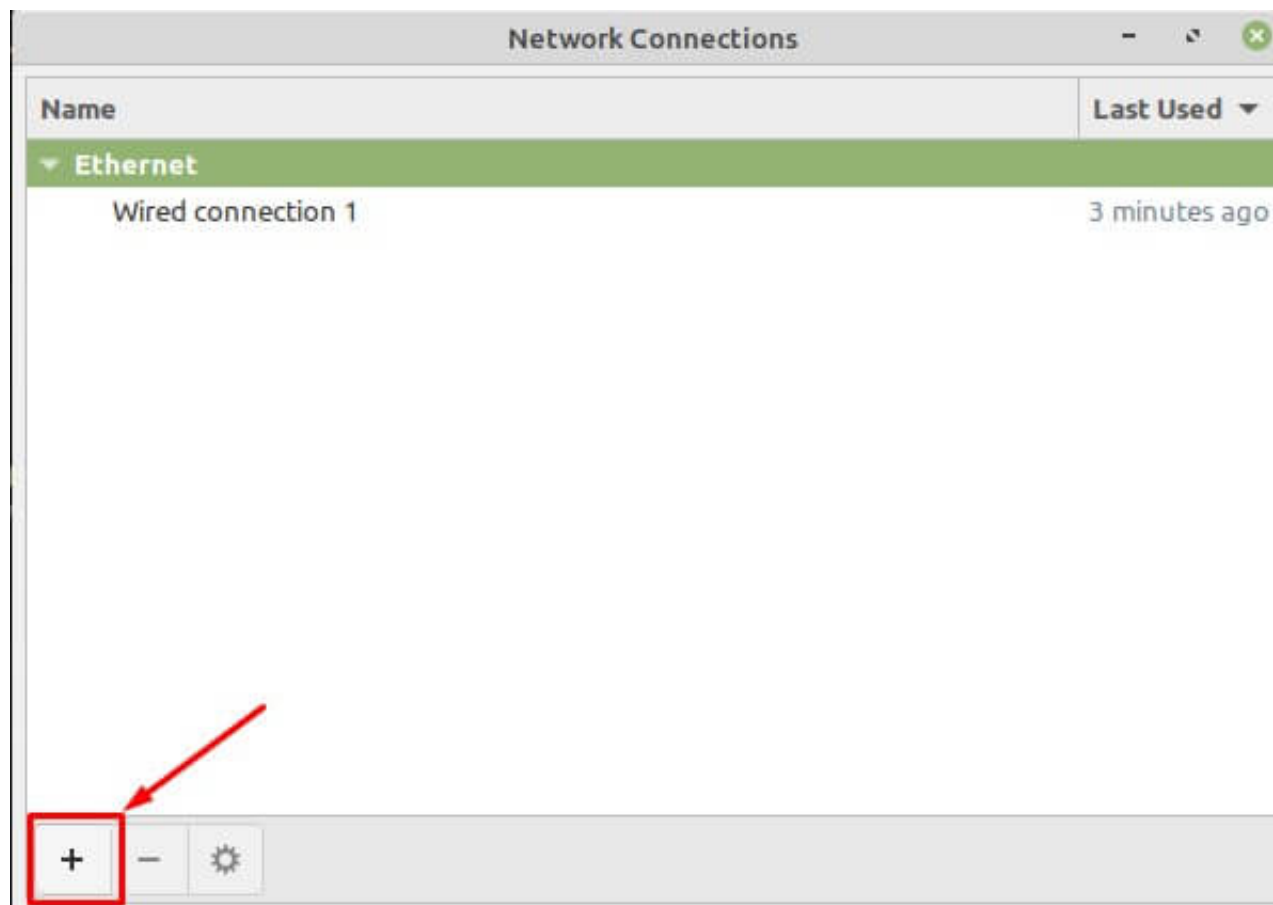 Network Connections
Name Last Used
Ethernet
Wired connection 1 3 minutes ago